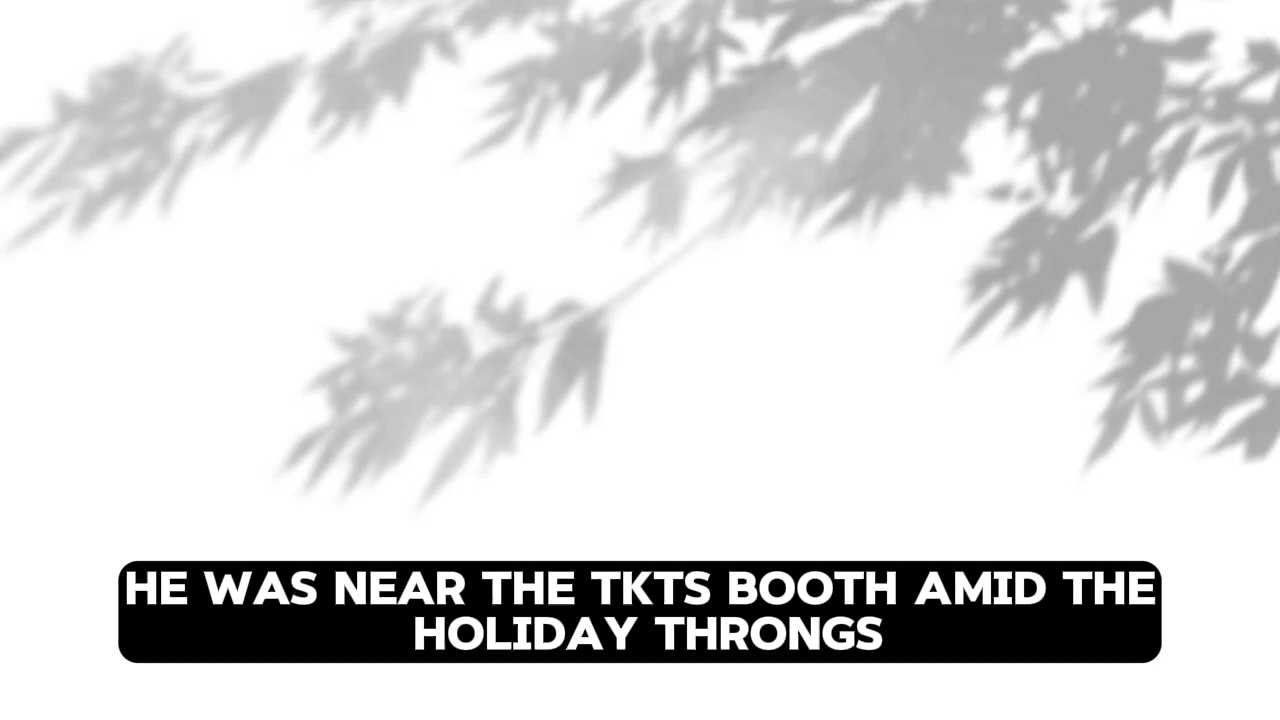 HE WAS NEAR THE TKTS BOOTH AMID THE
HOLIDAY THRONGS